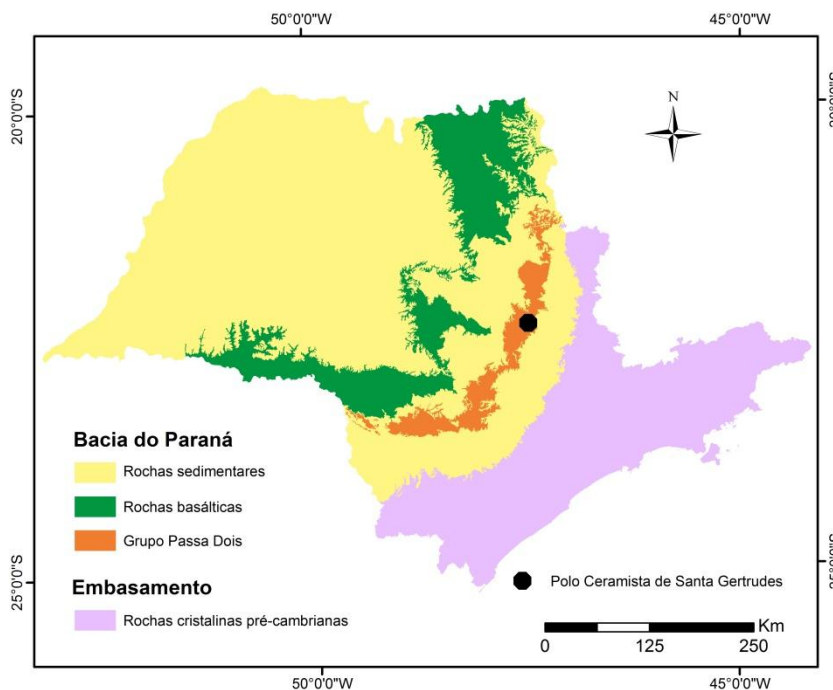 50°0'0"W 45°0'0"W
20°0'0"S
N
Bacia do Paraná
Rochas sedimentares
Rochas basálticas
Grupo Passa Dois
Embasamento
Rochas cristalinas pré-cambrianas
25°0'0"S
Polo Ceramista de Santa Gertrudes
Km
0 125 250
50°0'0"W 45°0'0"W